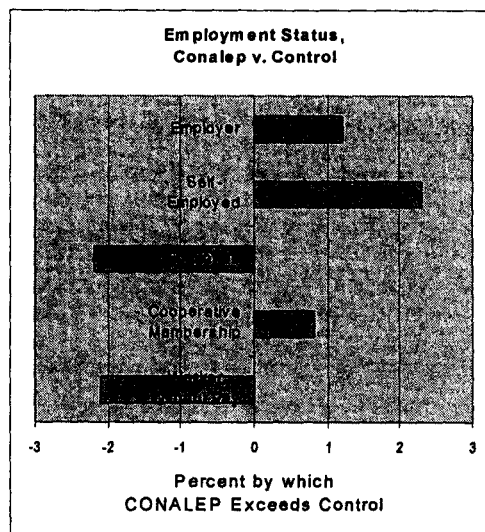 Employment Status,
Conalep v. Control
Employer
Self-
Employed
Cooperative
Membership
-3 -2 -1 0 1 2 3
Percent by which
CONALEP Exceeds Control